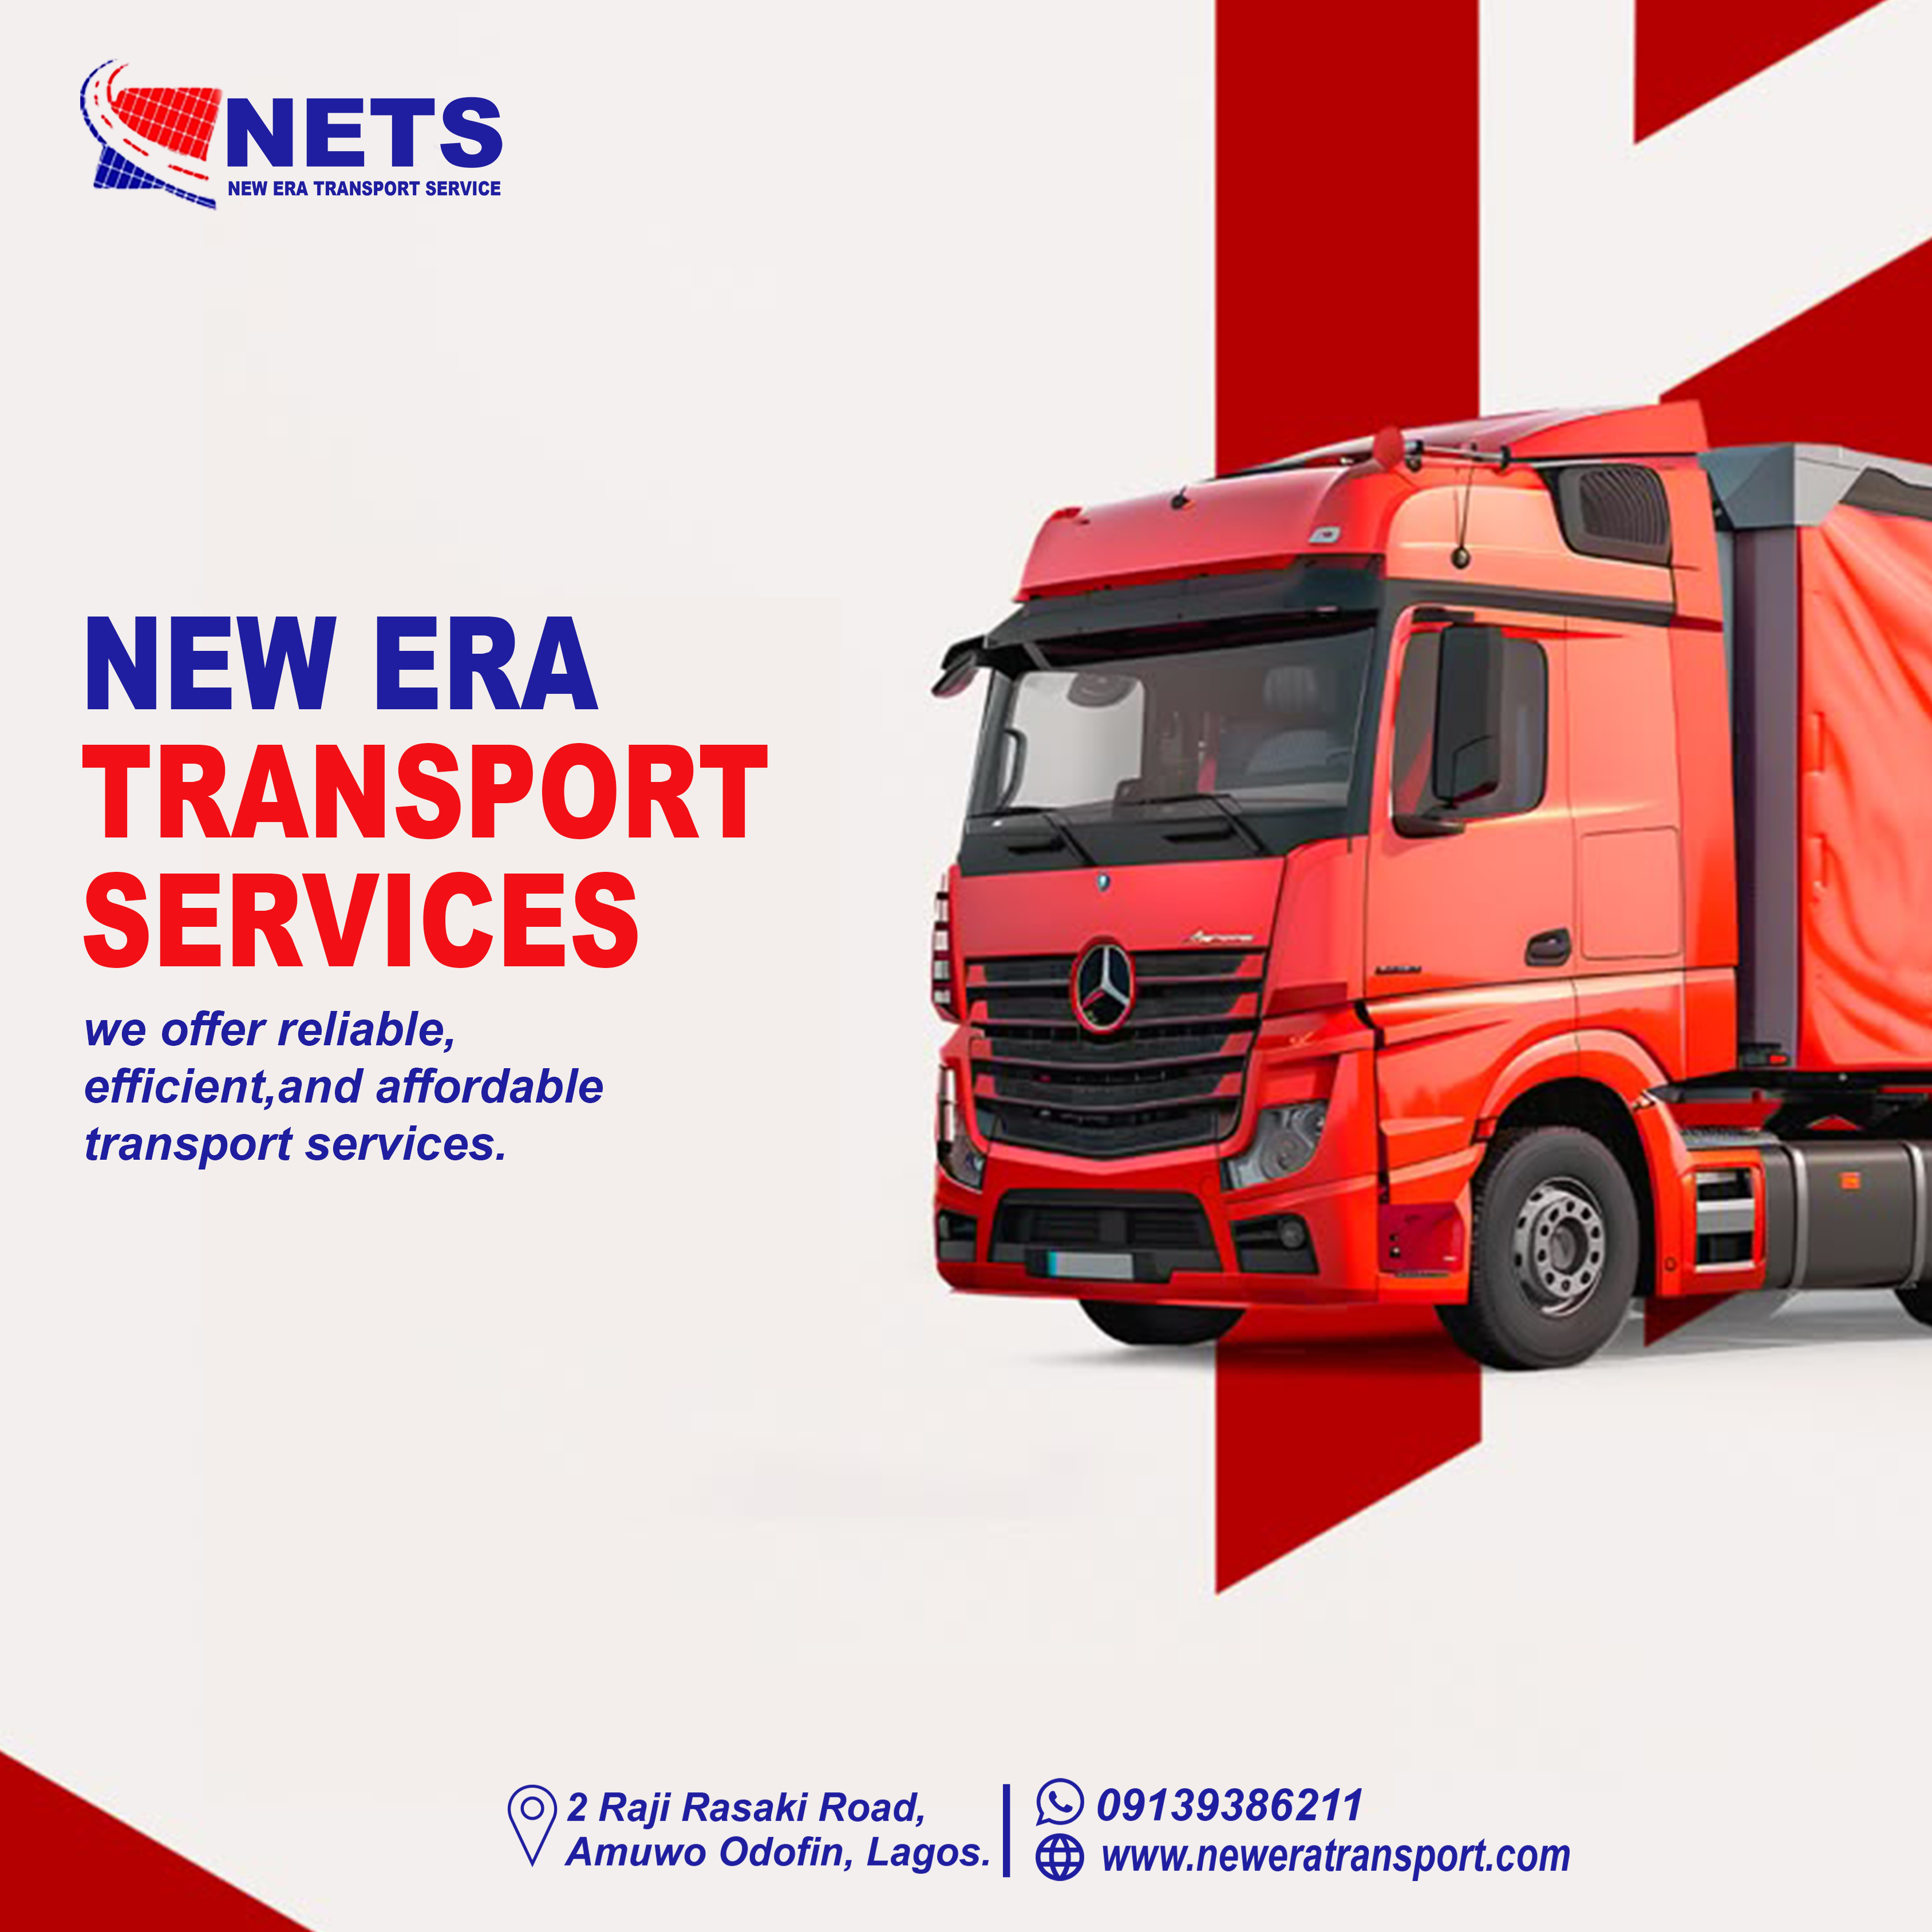 NETS
NEW ERA TRANSPORT SERVICE
NEW ERA
TRANSPORT
SERVICES
we offer reliable,
efficient,and affordable
transport services.
2 Raji Rasaki Road,
Amuwo Odofin, Lagos.
09139386211
www.neweratransport.com